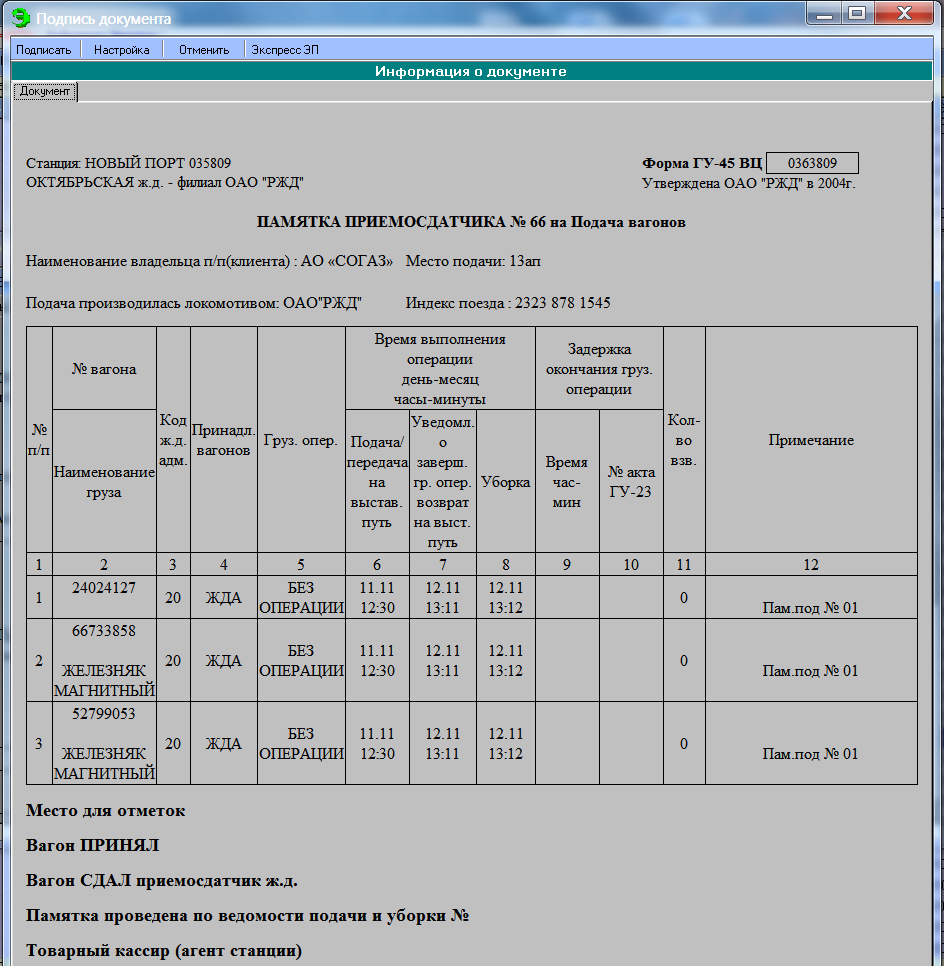 Подпись документа
Подписать Настройка Отменить Экспресс ЭП
Информация о документе
Документ
Станция: НОВЫЙ ПОРТ 035809
ОКТЯБРЬСКАЯ ж.д. - филиал ОАО "РЖД"
Форма ГУ-45 ВЦ 0363809
Утверждена ОАО "РЖД" в 2004г.
ПАМЯТКА ПРИЕМОСДАТЧИКА № 66 на Подача вагонов
Наименование владельца п/п(клиента) : АО «СОГАЗ» Место подачи: 13ап
Подача производилась локомотивом: ОАО"РЖД" Индекс поезда : 2323 878 1545
№
п/п
№ вагона
Наименование
груза
Код
ж.д.
адм.
Принадл.
вагонов
Груз. опер.
Время выполнения
операции
день-месяц
часы-минуты
Подача/
передача
на
выстав.
путь
Уведомл.
о
заверш.
гр. опер.
возврат
на выст.
путь
Уборка
Задержка
окончания груз.
операции
Время
час-
мин
№ акта
ГУ-23
Кол-
во
взв.
Примечание
1 2 3 4 5 6 7 8 9 10 11 12
1
24024127
20
ЖДА
БЕЗ
ОПЕРАЦИИ
11.11
12:30
12.11
13:11
12.11
13:12
0
Пам.под № 01
2
66733858
ЖЕЛЕЗНЯК
МАГНИТНЫЙ
20
ЖДА
БЕЗ
ОПЕРАЦИИ
11.11
12:30
12.11
13:11
12.11
13:12
0
Пам.под № 01
3
52799053
ЖЕЛЕЗНЯК
МАГНИТНЫЙ
20
ЖДА
БЕЗ
ОПЕРАЦИИ
11.11
12:30
12.11
13:11
12.11
13:12
0
Пам.под № 01
Место для отметок
Вагон ПРИНЯЛ
Вагон СДАЛ приемосдатчик ж.д.
Памятка проведена по ведомости подачи и уборки №
Товарный кассир (агент станции)